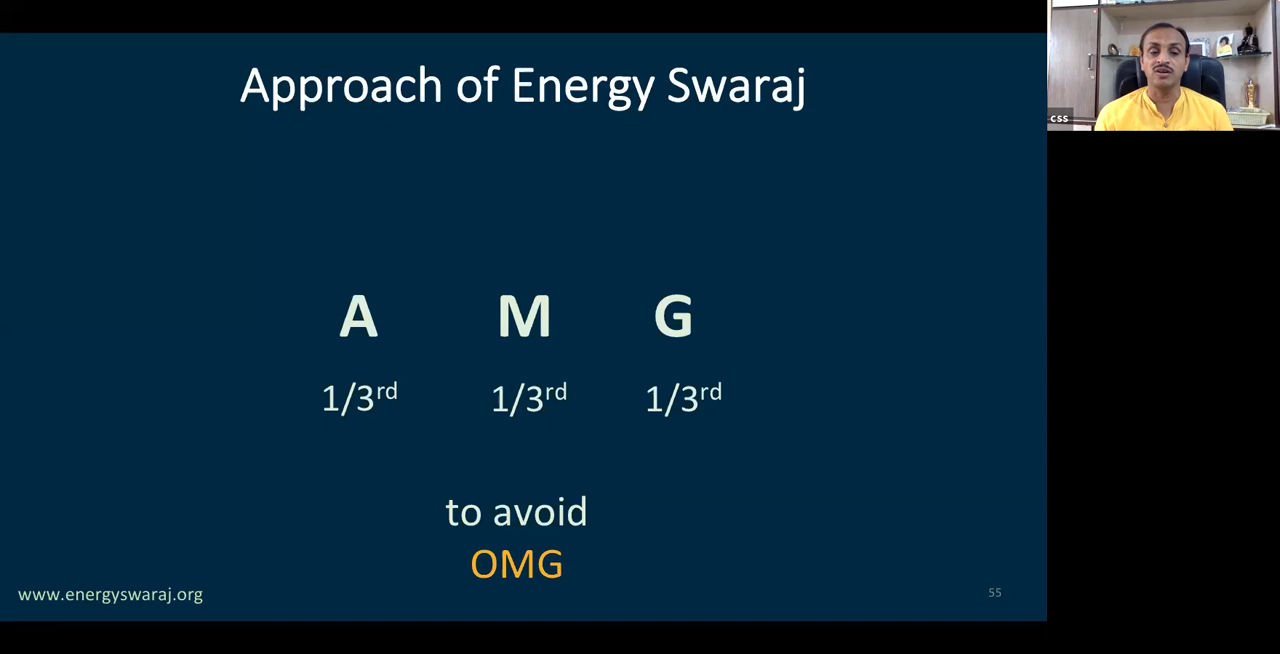 Approach of Energy Swaraj
A M G
1/3rd 1/3rd 1/3rd
to avoid
OMG
www.energyswaraj.org
55
css